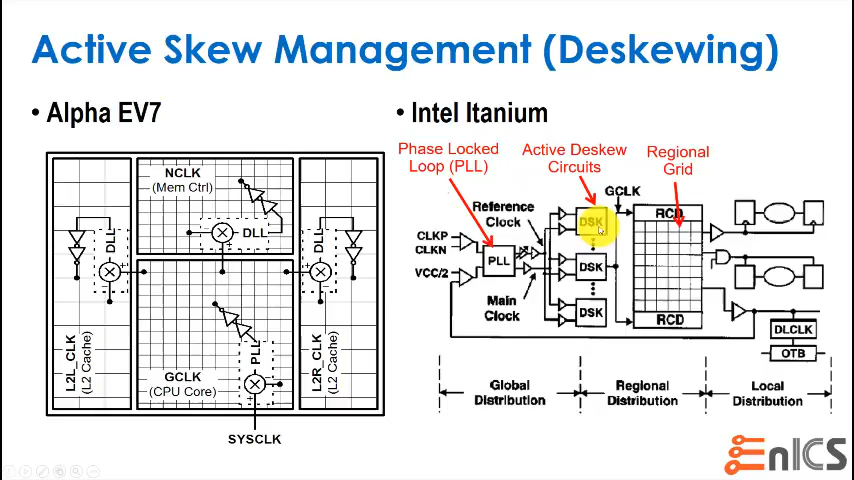 Active Skew Management (Deskewing)
• Alpha EV7
NCLK
(Mem Ctrl)
DLL
DLL
DLL
L2L_CLK
(L2 Cache)
L2R_CLK
(L2 Cache)
PLL
GCLK
(CPU Core)
SYSCLK
• Intel Itanium
Phase Locked
Loop (PLL)
Active Deskew
Circuits
Regional
Grid
GCLK
Reference
Clock
CLKP
CLKN
VCC/2
PLL
Main
Clock
DSK
DSK
DSK
RCD
RCD
DLCLK
OTB
Global
Distribution
Regional
Distribution
Local
Distribution
EnICS